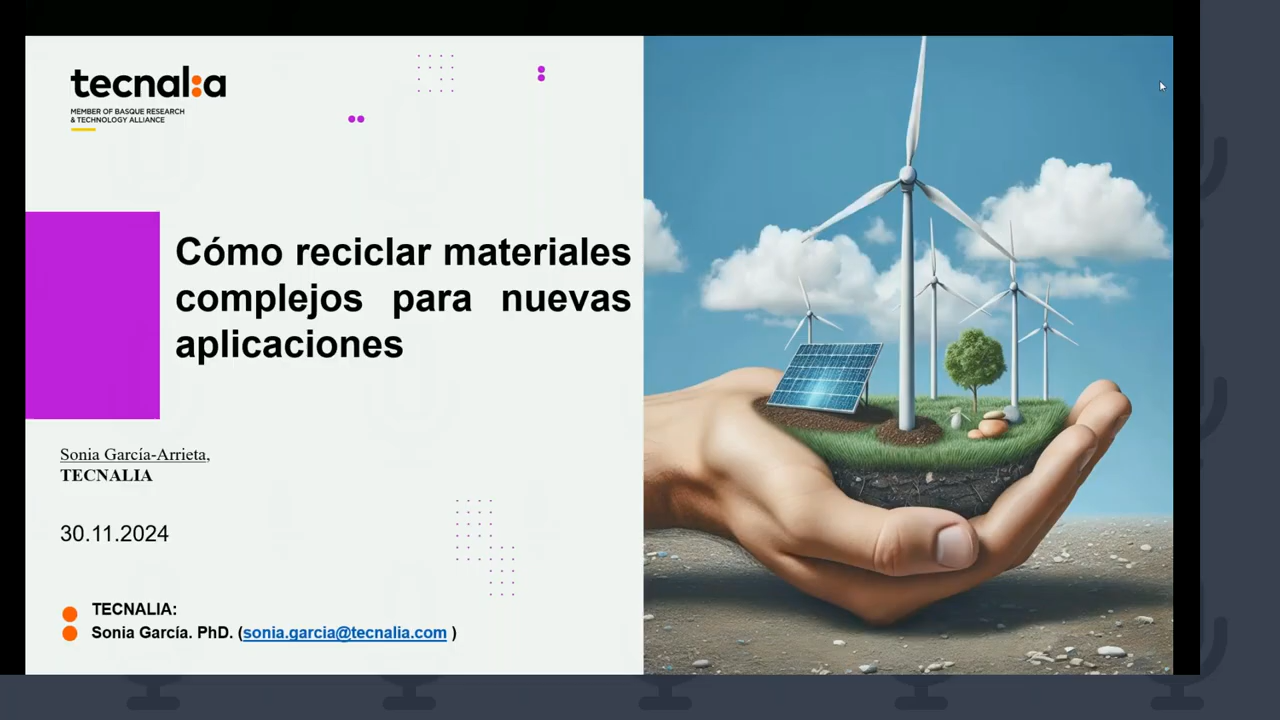 tecnalia
MEMBER OF BASQUE RESEARCH
& TECHNOLOGY ALLIANCE
Cómo reciclar materiales
complejos para nuevas
aplicaciones
Sonia García-Arrieta,
TECNALIA
30.11.2024
TECNALIA:
Sonia García. PhD. (sonia.garcia@tecnalia.com )